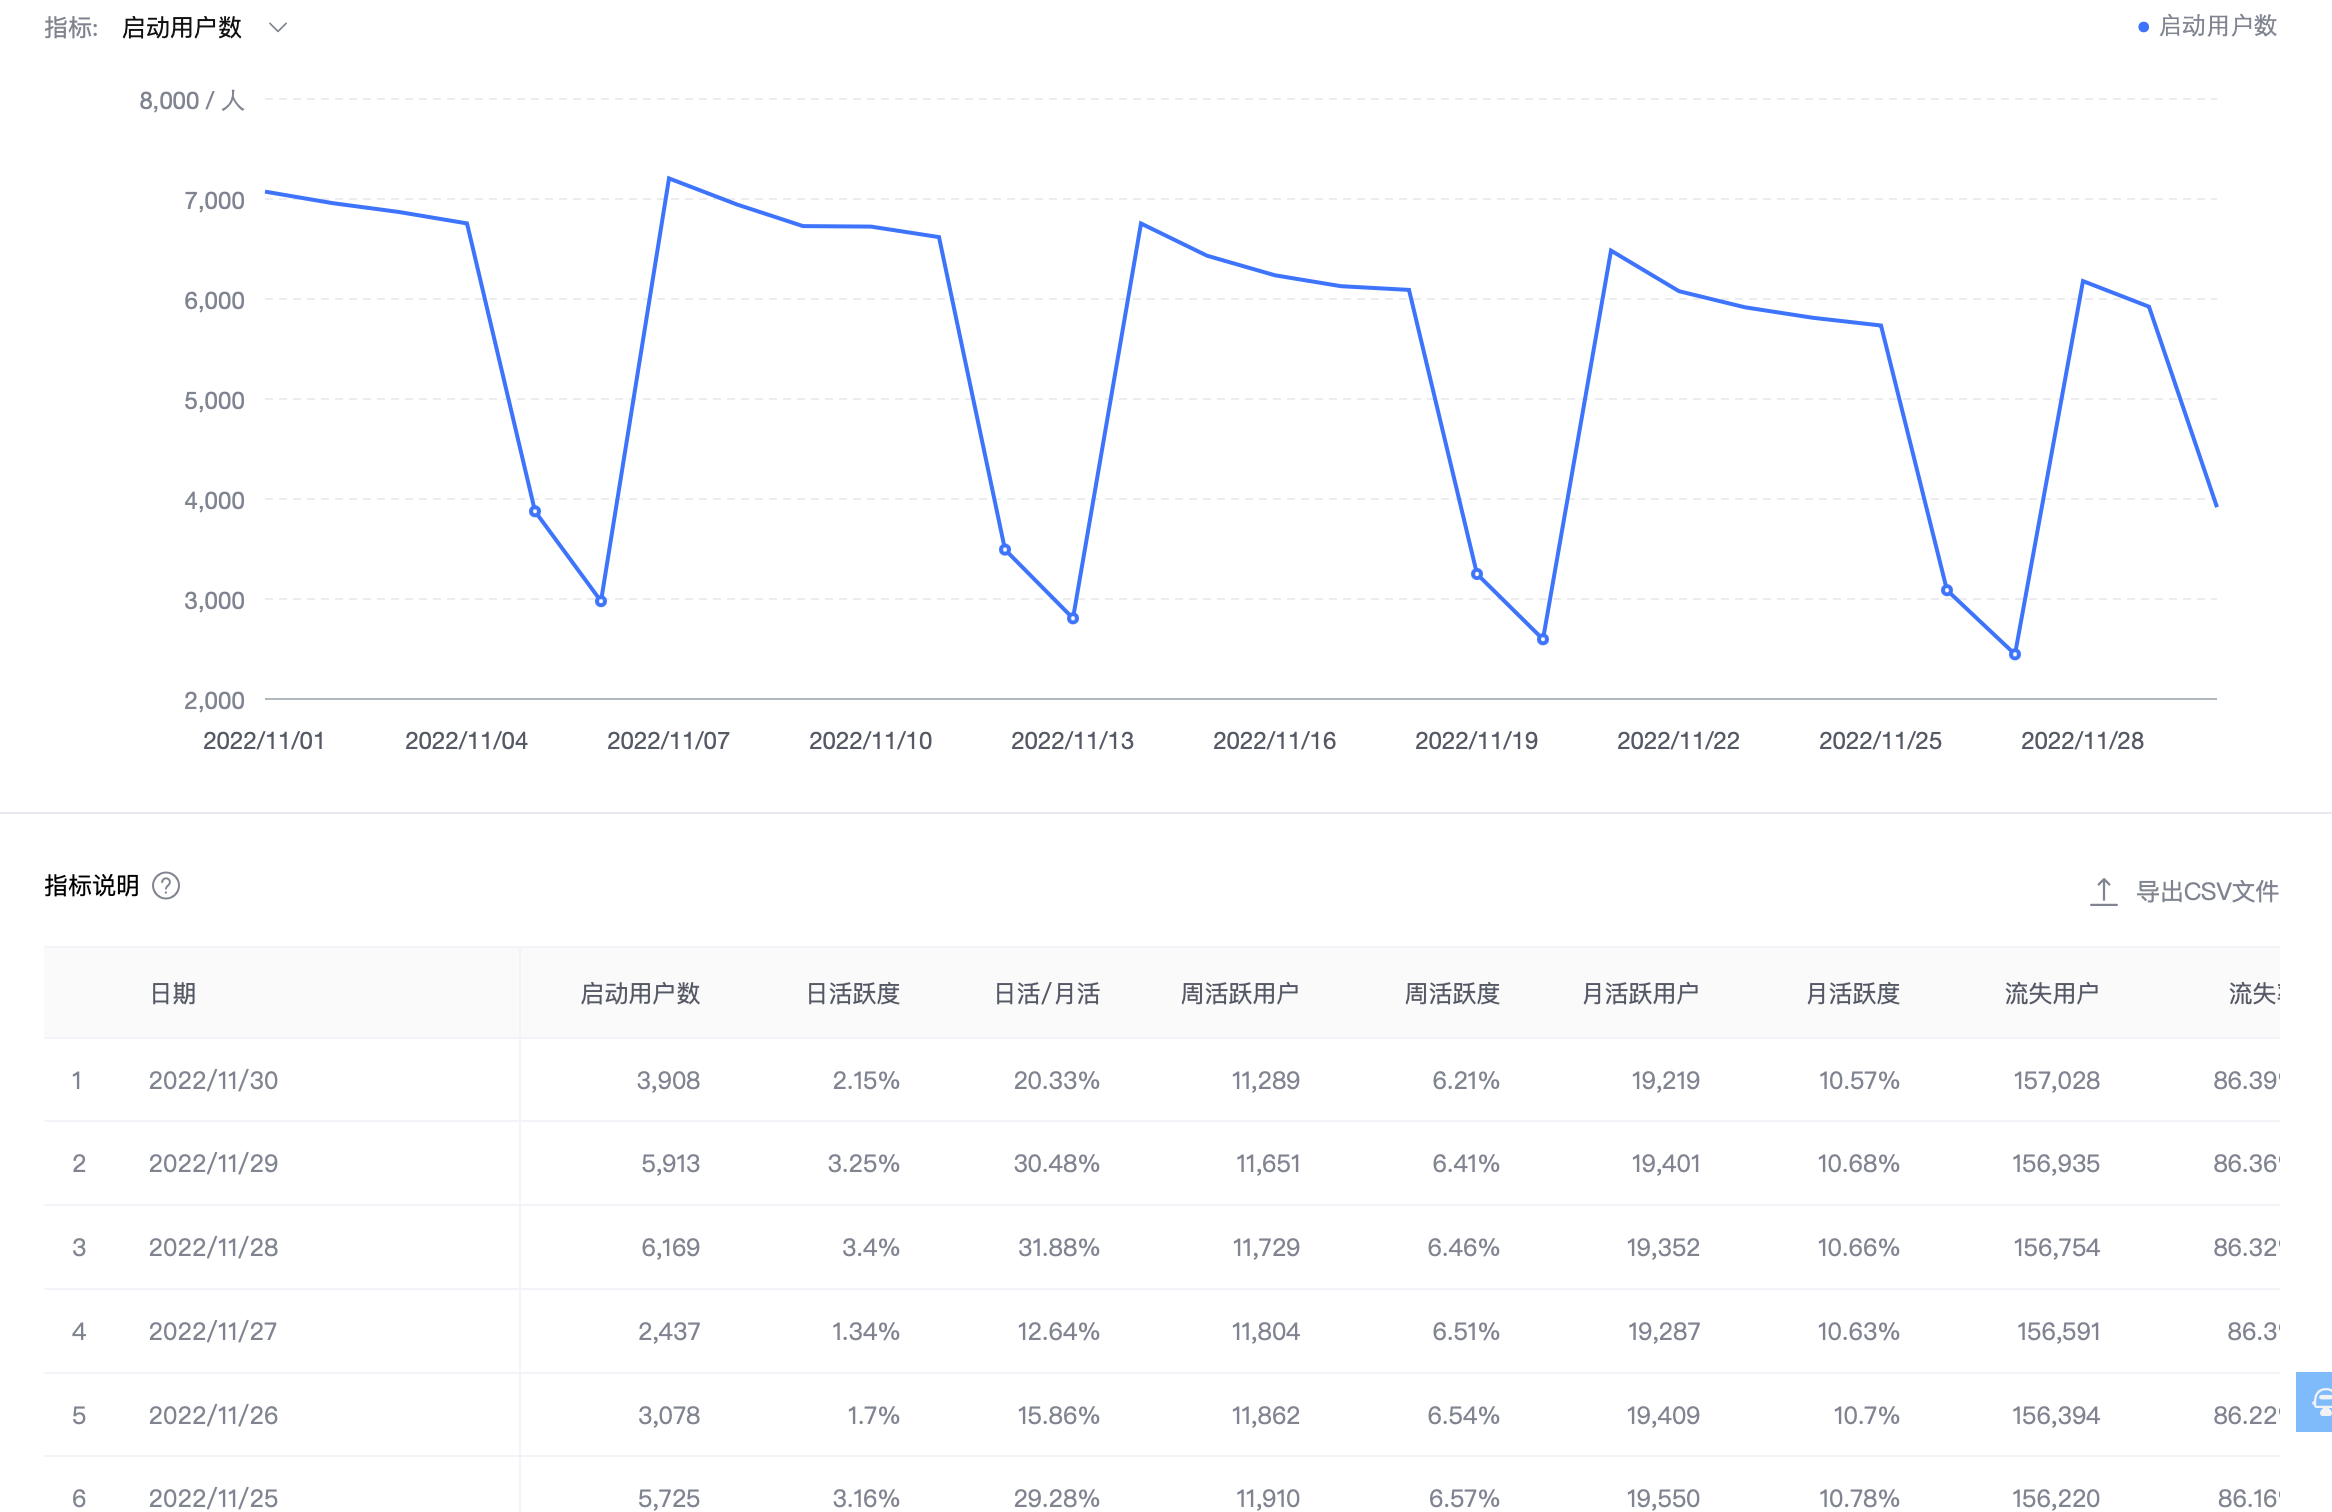 指标: 启动用户数
启动用户数
8,000 / 人
7,000
6,000
5,000
4,000
3,000
2,000
2022/11/01 2022/11/04 2022/11/07 2022/11/10 2022/11/13 2022/11/16 2022/11/19 2022/11/22 2022/11/25 2022/11/28
指标说明 ?
导出CSV文件
日期 启动用户数 日活跃度 日活/月活 周活跃用户 周活跃度 月活跃用户 月活跃度 流失用户 流失
1 2022/11/30 3,908 2.15% 20.33% 11,289 6.21% 19,219 10.57% 157,028 86.39
2 2022/11/29 5,913 3.25% 30.48% 11,651 6.41% 19,401 10.68% 156,935 86.36
3 2022/11/28 6,169 3.4% 31.88% 11,729 6.46% 19,352 10.66% 156,754 86.32
4 2022/11/27 2,437 1.34% 12.64% 11,804 6.51% 19,287 10.63% 156,591 86.3
5 2022/11/26 3,078 1.7% 15.86% 11,862 6.54% 19,409 10.7% 156,394 86.22
6 2022/11/25 5,725 3.16% 29.28% 11,910 6.57% 19,550 10.78% 156,220 86.16